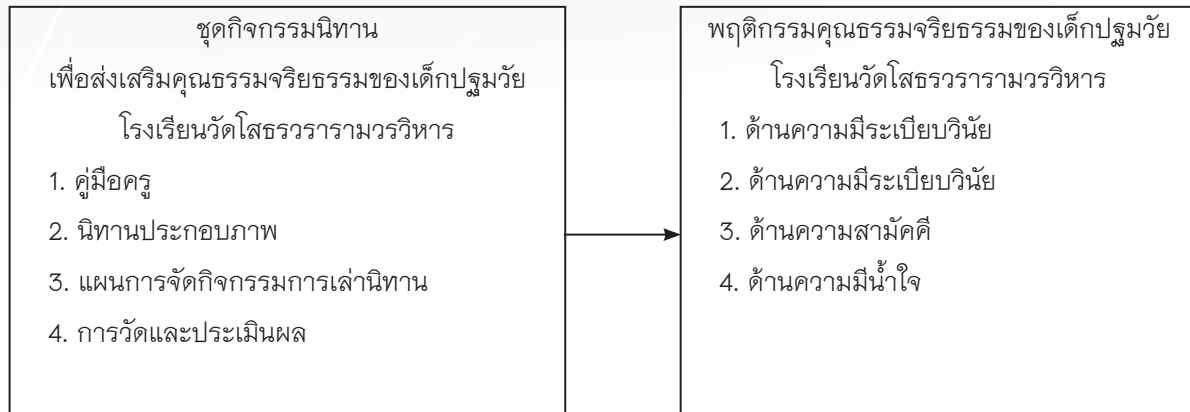 ชุดกิจกรรมนิทาน
เพื่อส่งเสริมคุณธรรมจริยธรรมของเด็กปฐมวัย
โรงเรียนวัดโสธรวรารามวรวิหาร
1. คู่มือครู
2. นิทานประกอบภาพ
3. แผนการจัดกิจกรรมการเล่านิทาน
4. การวัดและประเมินผล
พฤติกรรมคุณธรรมจริยธรรมของเด็กปฐมวัย
โรงเรียนวัดโสธรวรารามวรวิหาร
1. ด้านความมีระเบียบวินัย
2. ด้านความมีระเบียบวินัย
3. ด้านความสามัคคี
4. ด้านความมีน้ำใจ